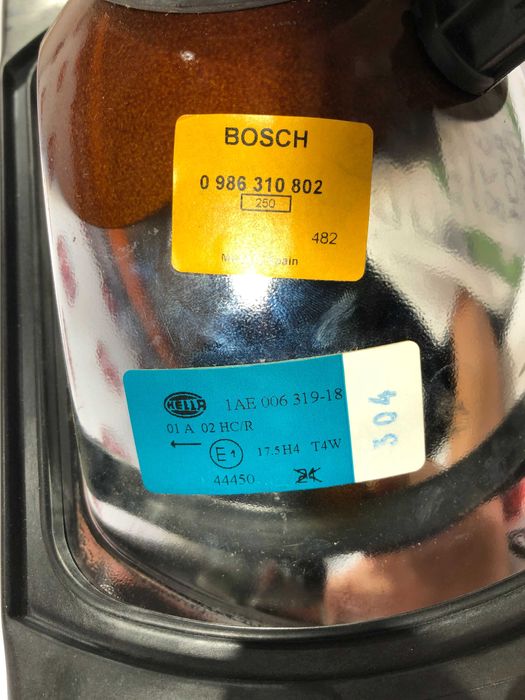 BOSCH
0 986 310 802
250
482
HELLA 1AE 006 319-18
01 A 02 HC/R
E1 17.5H4 T4W
44450 24
304